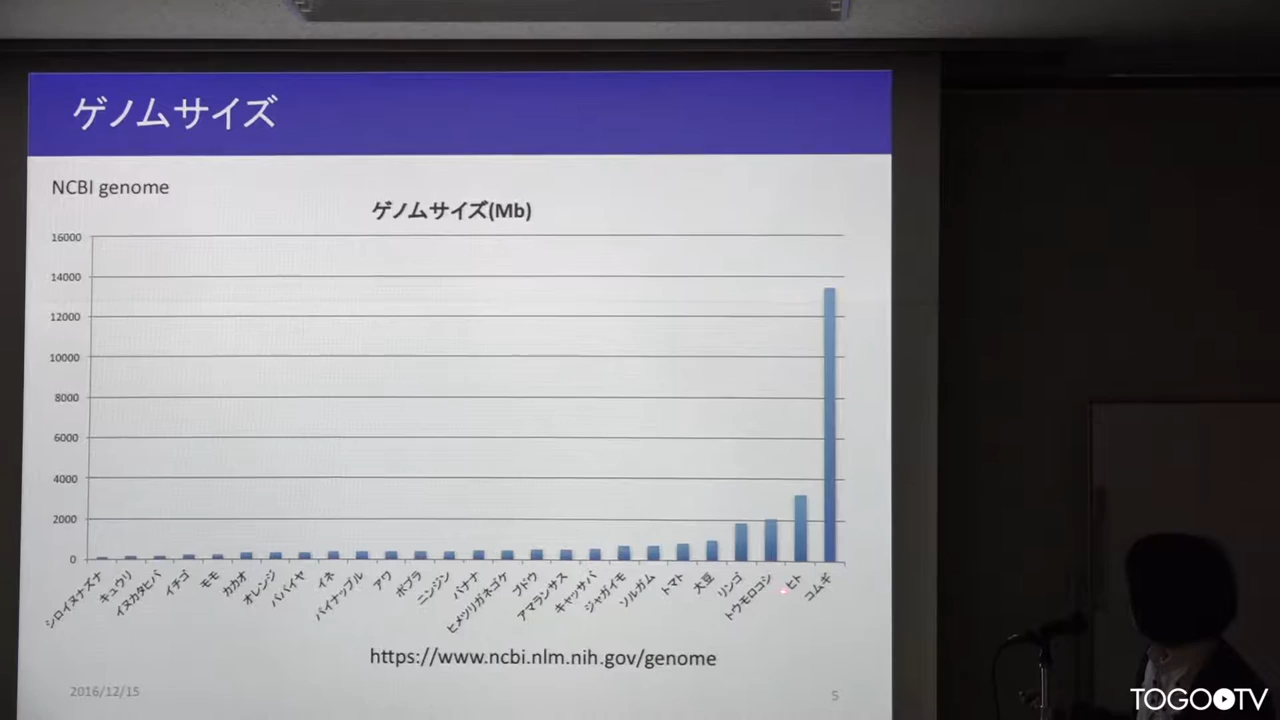 ゲノムサイズ
NCBI genome
ゲノムサイズ(Mb)
16000
14000
12000
10000
8000
6000
4000
2000
0
シロイヌナズナ
キュウリ
イヌカタヒバ
イチゴ
モモ
カカオ
オレンジ
パパイヤ
イネ
パイナップル
アワ
ポプラ
ニンジン
バナナ
ヒメツリガネゴケ
ブドウ
アマランサス
キャッサバ
ジャガイモ
ソルガム
トマト
大豆
リンゴ
トウモロコシ
ヒト
コムギ
https://www.ncbi.nlm.nih.gov/genome
2016/12/15
5
TOGOTV